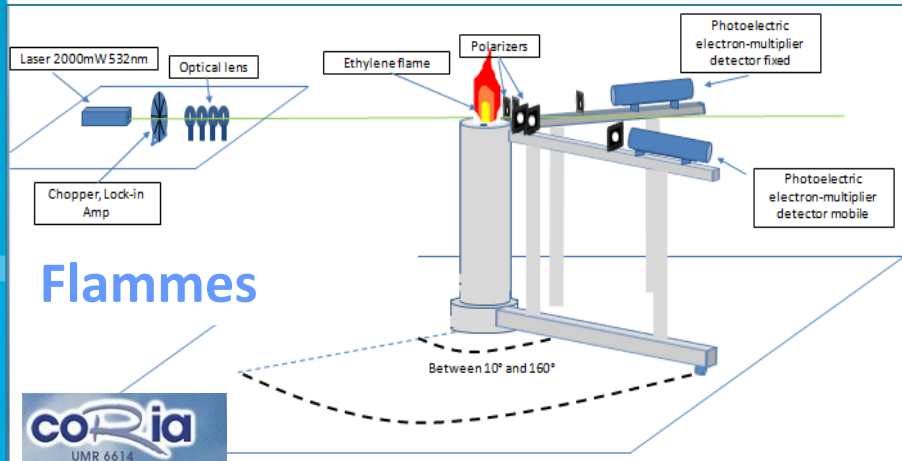 Photoelectric
electron-multiplier
detector fixed
Polarizers
Laser 2000mW 532nm
Optical lens
Ethylene flame
Chopper, Lock-in
Amp
Photoelectric
electron-multiplier
detector mobile
Flammes
Between 10° and 160°
coRia
UMR 6614